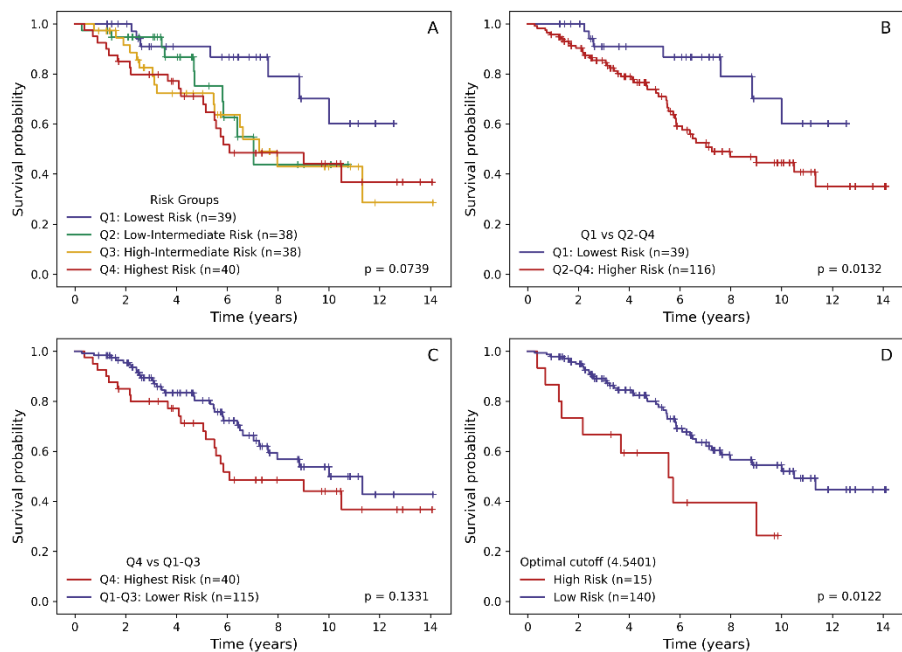 A
Survival probability
1.0
0.8
0.6
0.4
0.2
0.0
Risk Groups
Q1: Lowest Risk (n=39)
Q2: Low-Intermediate Risk (n=38)
Q3: High-Intermediate Risk (n=38)
Q4: Highest Risk (n=40)
p = 0.0739
0 2 4 6 8 10 12 14
Time (years)
B
Survival probability
1.0
0.8
0.6
0.4
0.2
0.0
Q1 vs Q2-Q4
Q1: Lowest Risk (n=39)
Q2-Q4: Higher Risk (n=116)
p = 0.0132
0 2 4 6 8 10 12 14
Time (years)
C
Survival probability
1.0
0.8
0.6
0.4
0.2
0.0
Q4 vs Q1-Q3
Q4: Highest Risk (n=40)
Q1-Q3: Lower Risk (n=115)
p = 0.1331
0 2 4 6 8 10 12 14
Time (years)
D
Survival probability
1.0
0.8
0.6
0.4
0.2
0.0
Optimal cutoff (4.5401)
High Risk (n=15)
Low Risk (n=140)
p = 0.0122
0 2 4 6 8 10 12 14
Time (years)